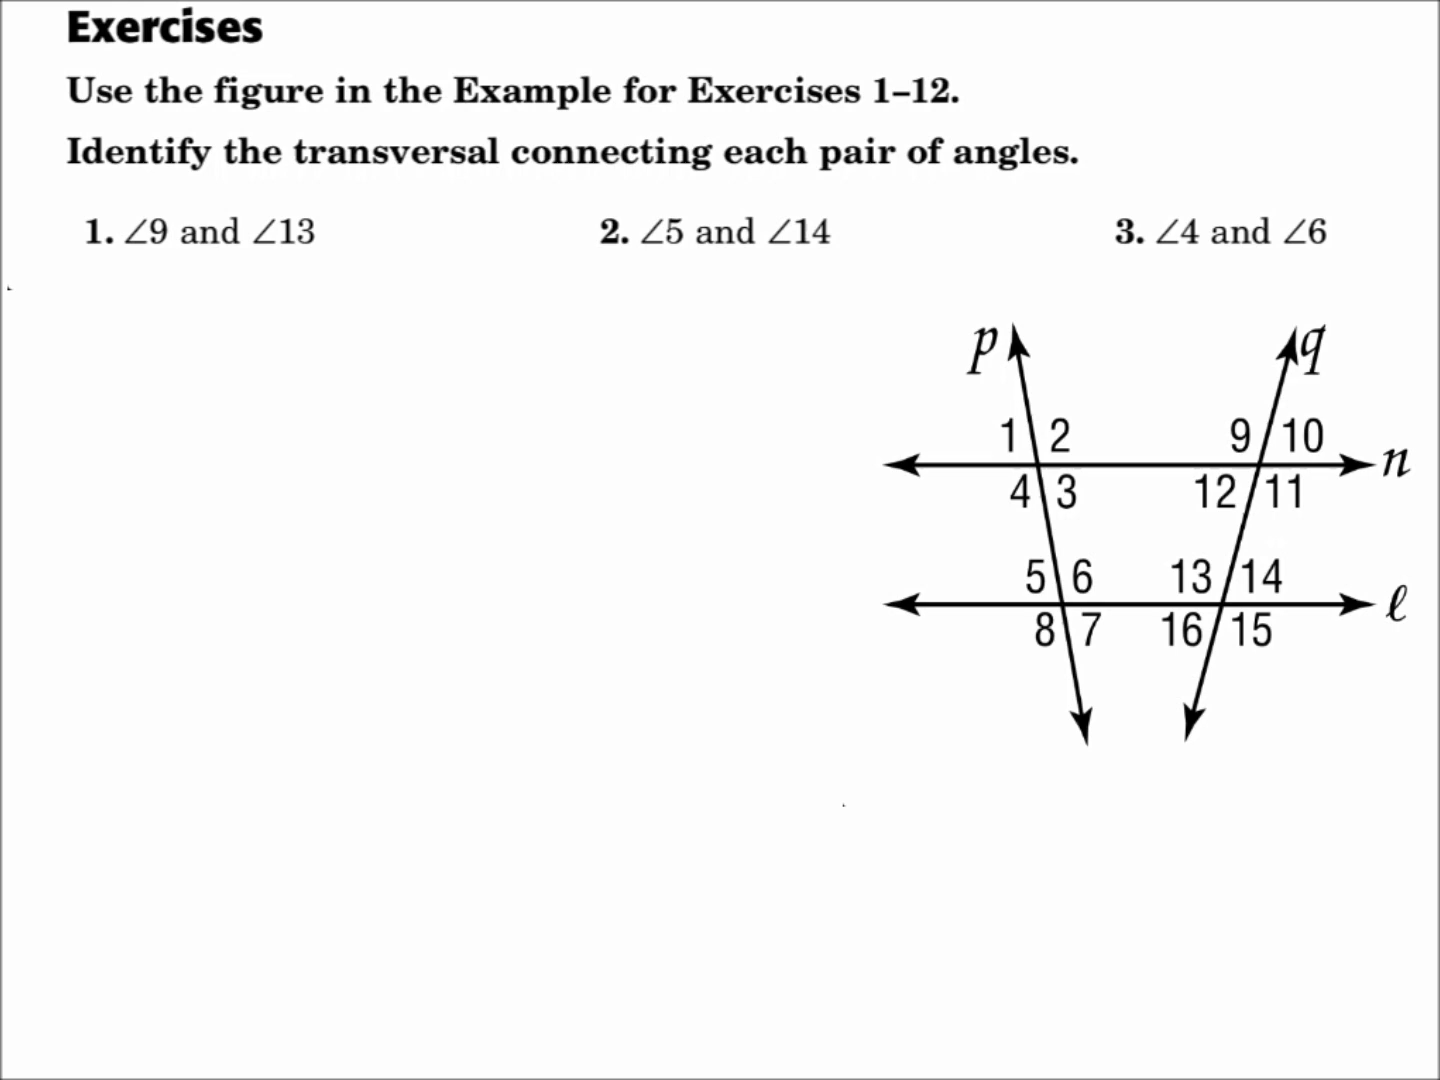 Exercises
Use the figure in the Example for Exercises 1–12.
Identify the transversal connecting each pair of angles.
1. ∠9 and ∠13 2. ∠5 and ∠14 3. ∠4 and ∠6
p q
1 2 9 10
n
4 3 12 11
5 6 13 14
ℓ
8 7 16 15